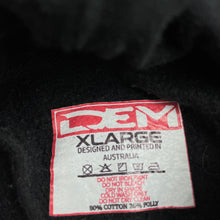 DEM
XLARGE
DESIGNED AND PRINTED IN
AUSTRALIA
DO NOT IRON PRINT
DO NOT BLEACH
DRY IN SHADE
COLD WASH ONLY
DO NOT DRY CLEAN
80% COTTON 20% POLLY